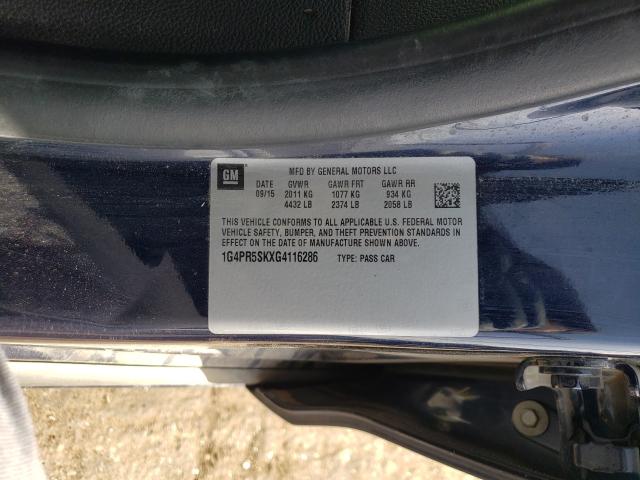 GM
MFD BY GENERAL MOTORS LLC
DATE GVWR GAWR FRT GAWR RR
09/15 2011 KG 1077 KG 934 KG
4432 LB 2374 LB 2058 LB
THIS VEHICLE CONFORMS TO ALL APPLICABLE U.S. FEDERAL MOTOR
VEHICLE SAFETY, BUMPER, AND THEFT PREVENTION STANDARDS IN
EFFECT ON THE DATE OF MANUFACTURE SHOWN ABOVE.
1G4PR5SKXG4116286 TYPE: PASS CAR